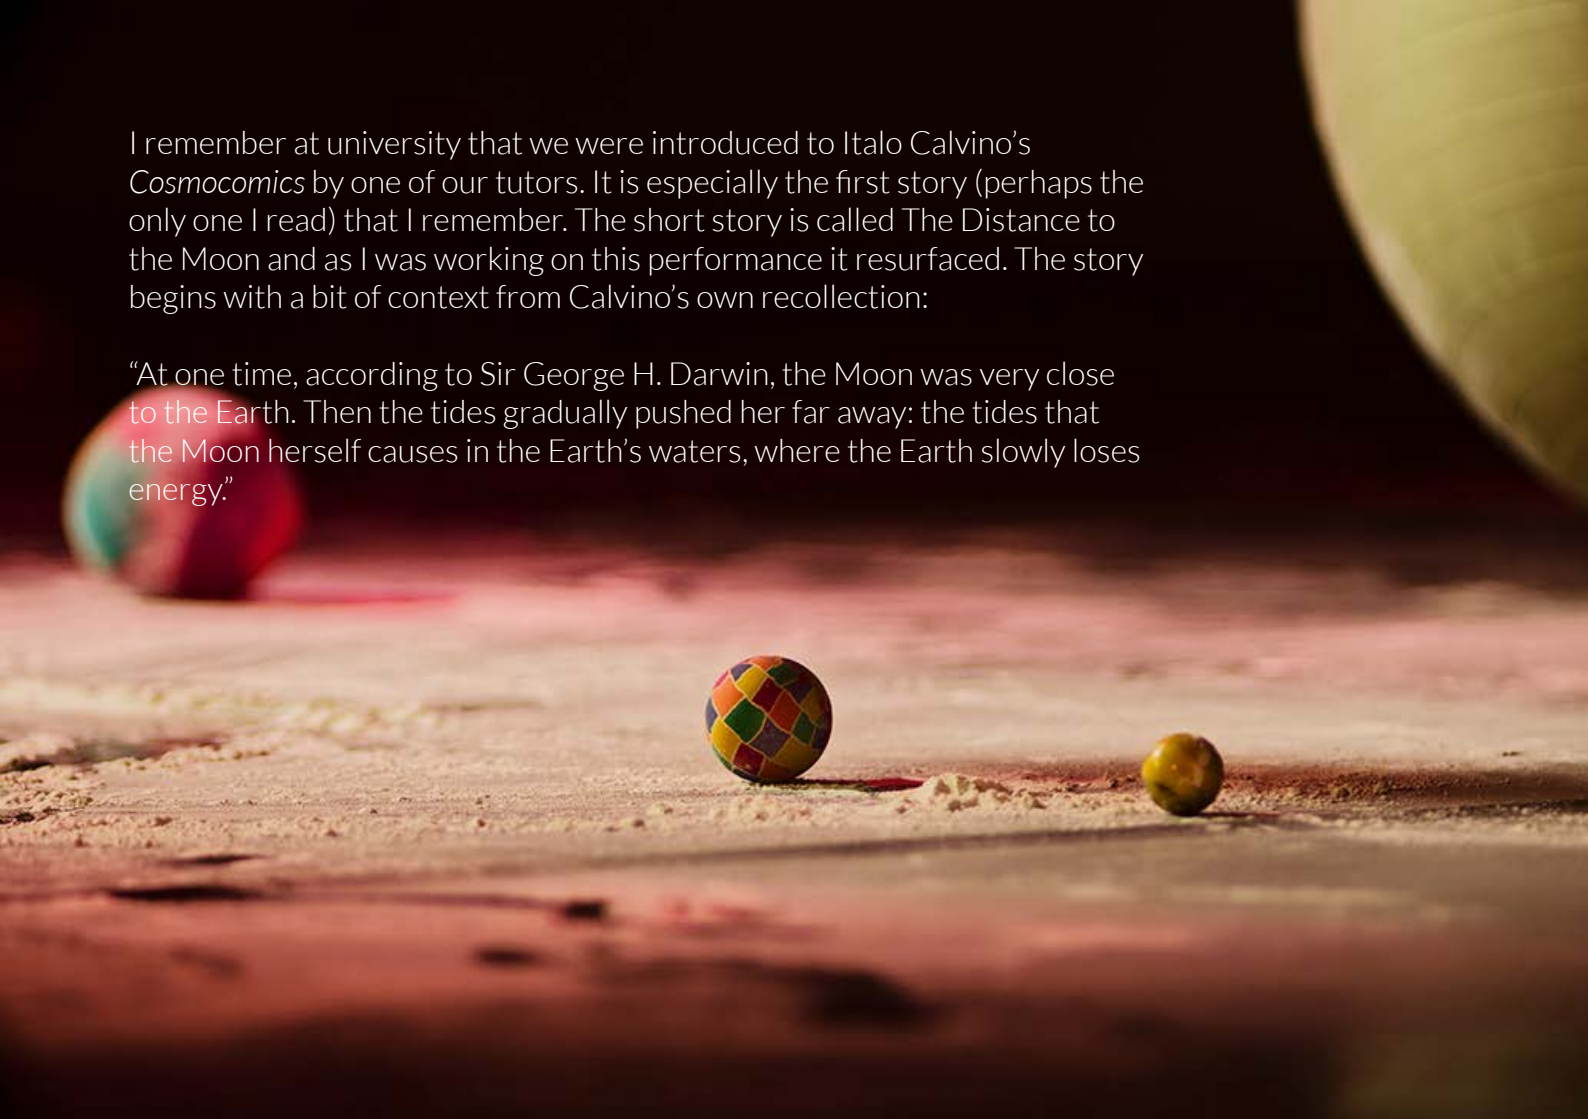 I remember at university that we were introduced to Italo Calvino’s
Cosmocomics by one of our tutors. It is especially the first story (perhaps the
only one I read) that I remember. The short story is called The Distance to
the Moon and as I was working on this performance it resurfaced. The story
begins with a bit of context from Calvino’s own recollection:
“At one time, according to Sir George H. Darwin, the Moon was very close
to the Earth. Then the tides gradually pushed her far away: the tides that
the Moon herself causes in the Earth’s waters, where the Earth slowly loses
energy.”